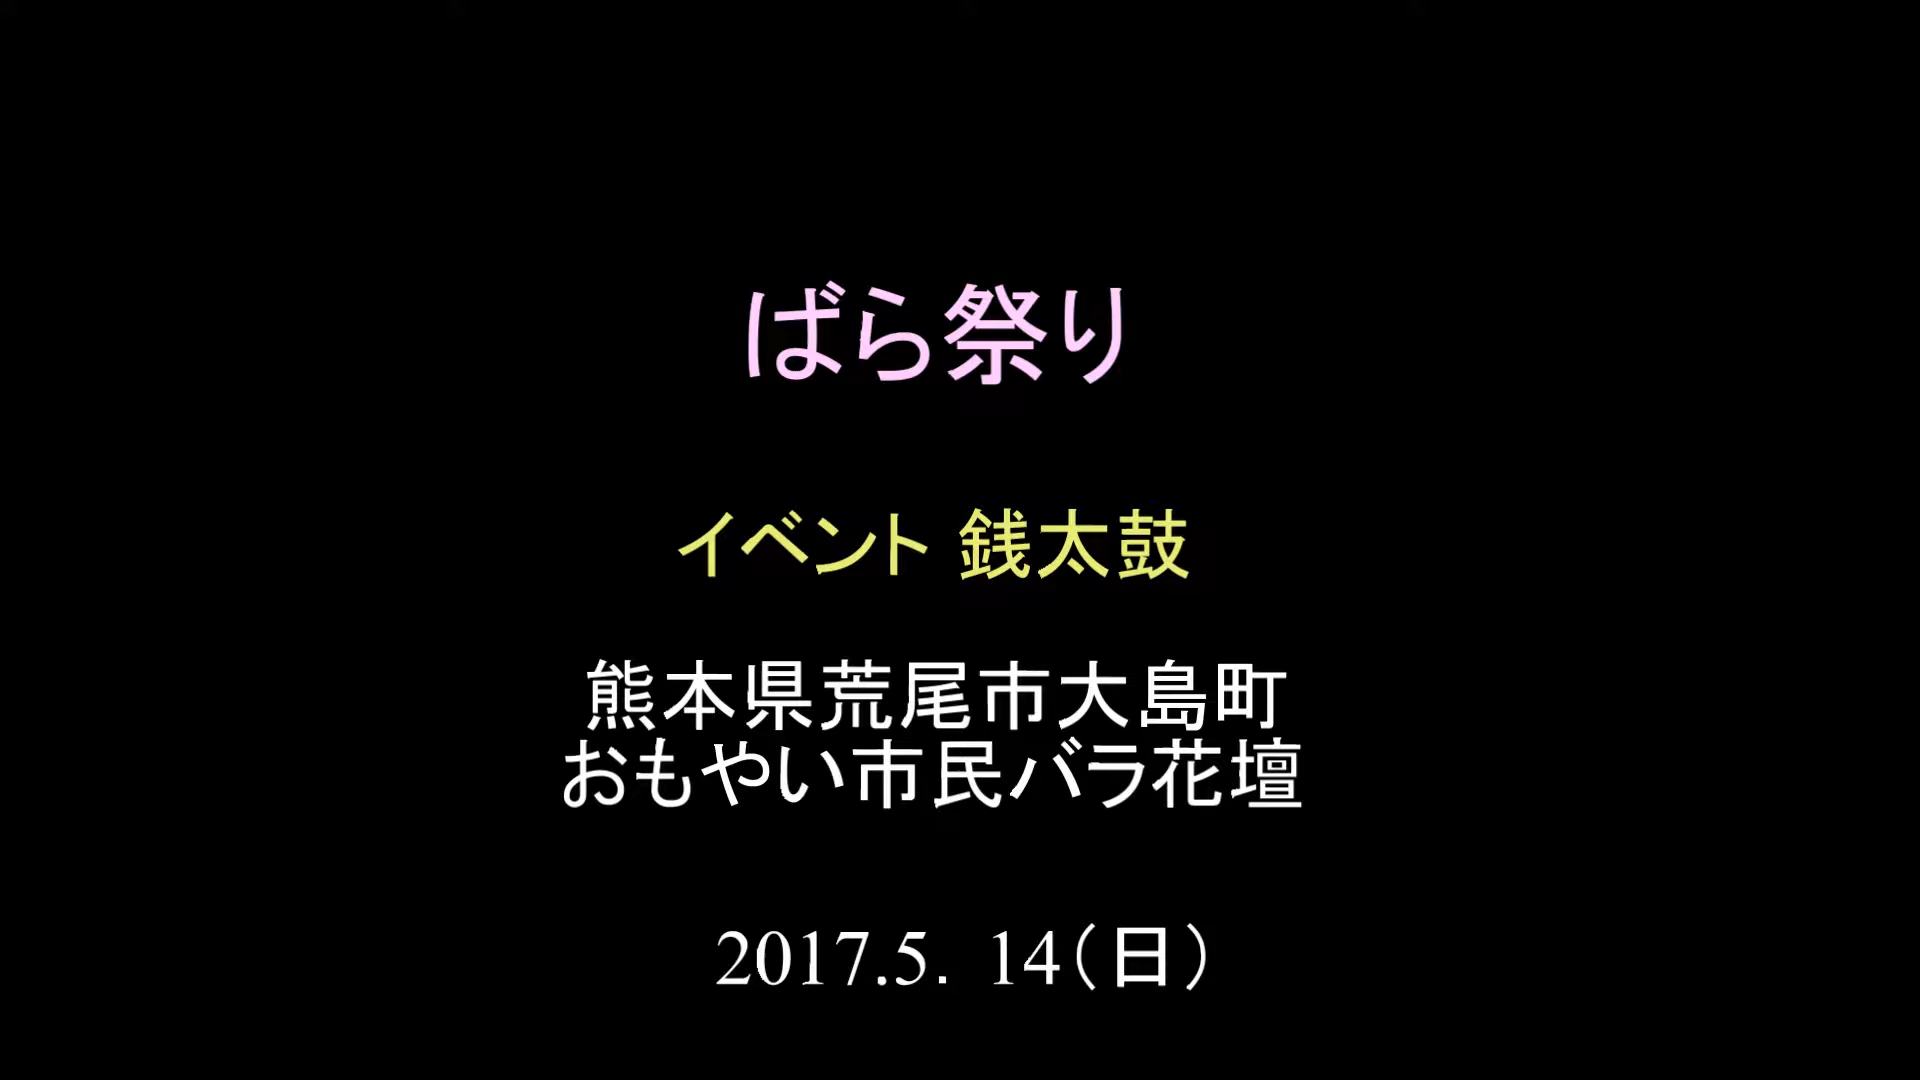 ばら祭り
イベント 銭太鼓
熊本県荒尾市大島町
おもやい市民バラ花壇
2017.5. 14(日)